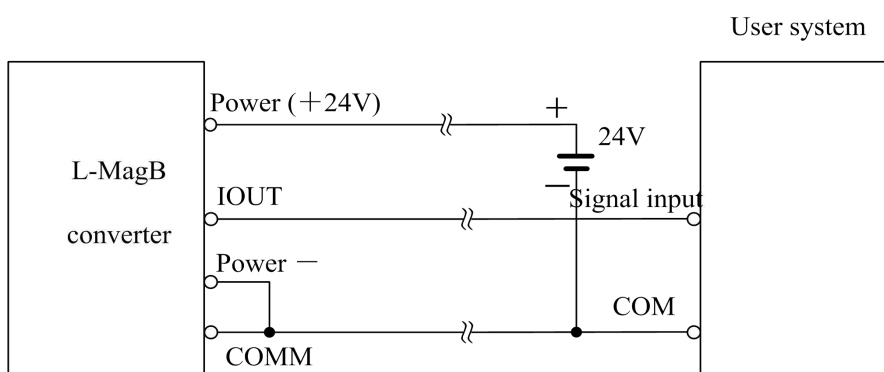 User system
Power (＋24V)
＋
24V
L-MagB
converter
IOUT
－
Signal input
Power －
COM
COMM